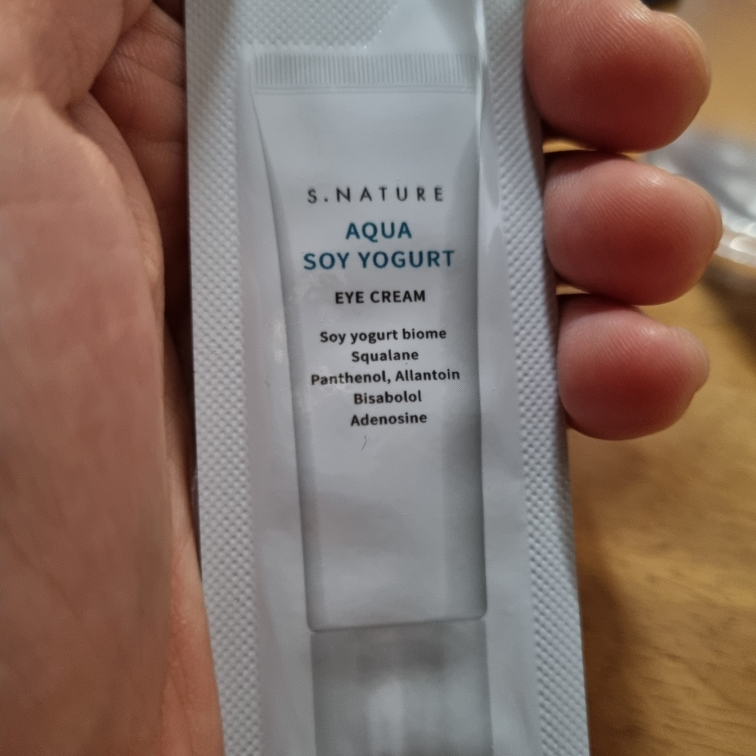 S.NATURE
AQUA
SOY YOGURT
EYE CREAM
Soy yogurt biome
Squalane
Panthenol, Allantoin
Bisabolol
Adenosine